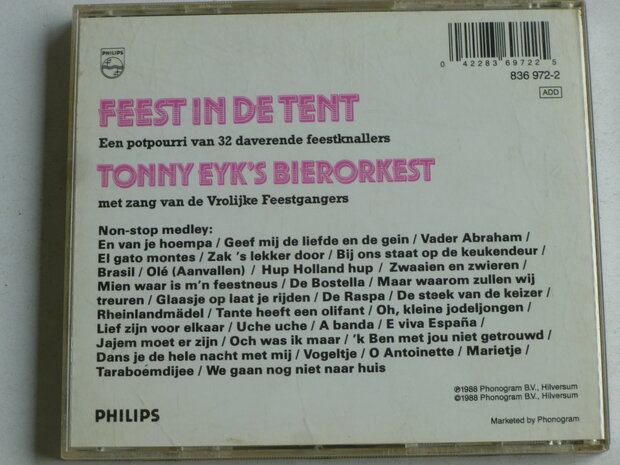 PHILIPS
0 42283 69722 5
836 972-2
ADD
FEEST IN DE TENT
Een potpourri van 32 daverende feestknallers
TONNY EYK'S BIERORKEST
met zang van de Vrolijke Feestgangers
Non-stop medley:
En van je hoempa / Geef mij de liefde en de gein / Vader Abraham /
El gato montes / Zak 's lekker door / Bij ons staat op de keukendeur /
Brasil / Olé (Aanvallen) / Hup Holland hup / Zwaaien en zwieren /
Mien waar is m'n feestneus / De Bostella / Maar waarom zullen wij
treuren / Glaasje op laat je rijden / De Raspa / De steek van de keizer /
Rheinlandmädel / Tante heeft een olifant / Oh, kleine jodeljongen /
Lief zijn voor elkaar / Uche uche / A banda / E viva España /
Jajem moet er zijn / Och was ik maar / 'k Ben met jou niet getrouwd /
Dans je de hele nacht met mij / Vogeltje / O Antoinette / Marietje /
Taraboemdijee / We gaan nog niet naar huis
℗1988 Phonogram B.V., Hilversum
©1988 Phonogram B.V., Hilversum
PHILIPS
Marketed by Phonogram